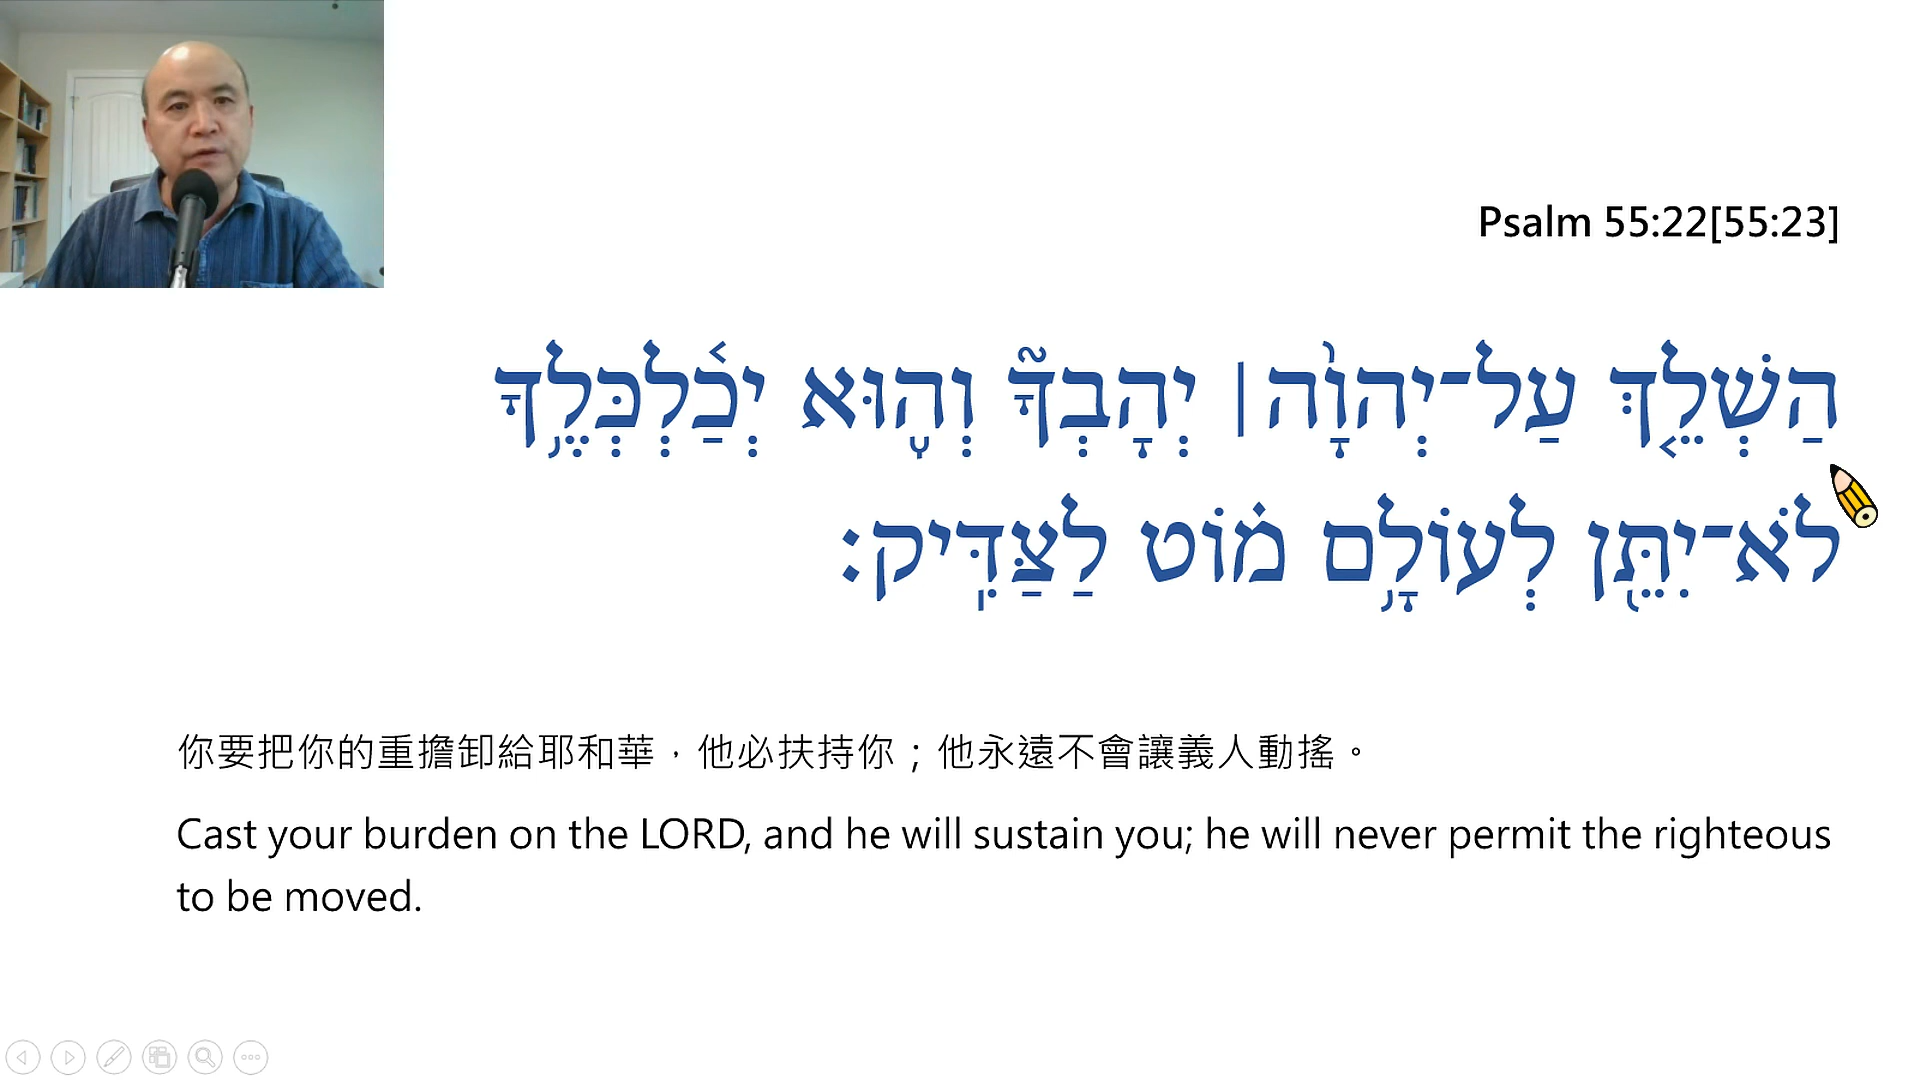 Psalm 55:22[55:23]
הַשְׁלֵ֤ךְ עַל־יְהוָ֨ה׀ יְהָבְךָ֮ וְה֪וּא יְכַ֫לְכְּלֶ֥ךָ
לֹא־יִתֵּ֖ן לְעוֹלָ֥ם מ֗וֹט לַצַּדִּֽיק׃
你要把你的重擔卸給耶和華，他必扶持你；他永遠不會讓義人動搖。
Cast your burden on the LORD, and he will sustain you; he will never permit the righteous
to be moved.